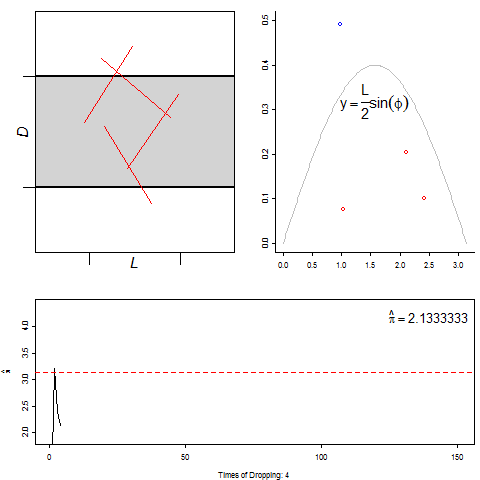 D
L
0.5
0.4
0.3
0.2
0.1
0.0
y = L/2 sin(ϕ)
0.0 0.5 1.0 1.5 2.0 2.5 3.0
π̂ = 2.1333333
4.0
3.5
3.0
2.5
2.0
π̂
0 50 100 150
Times of Dropping: 4